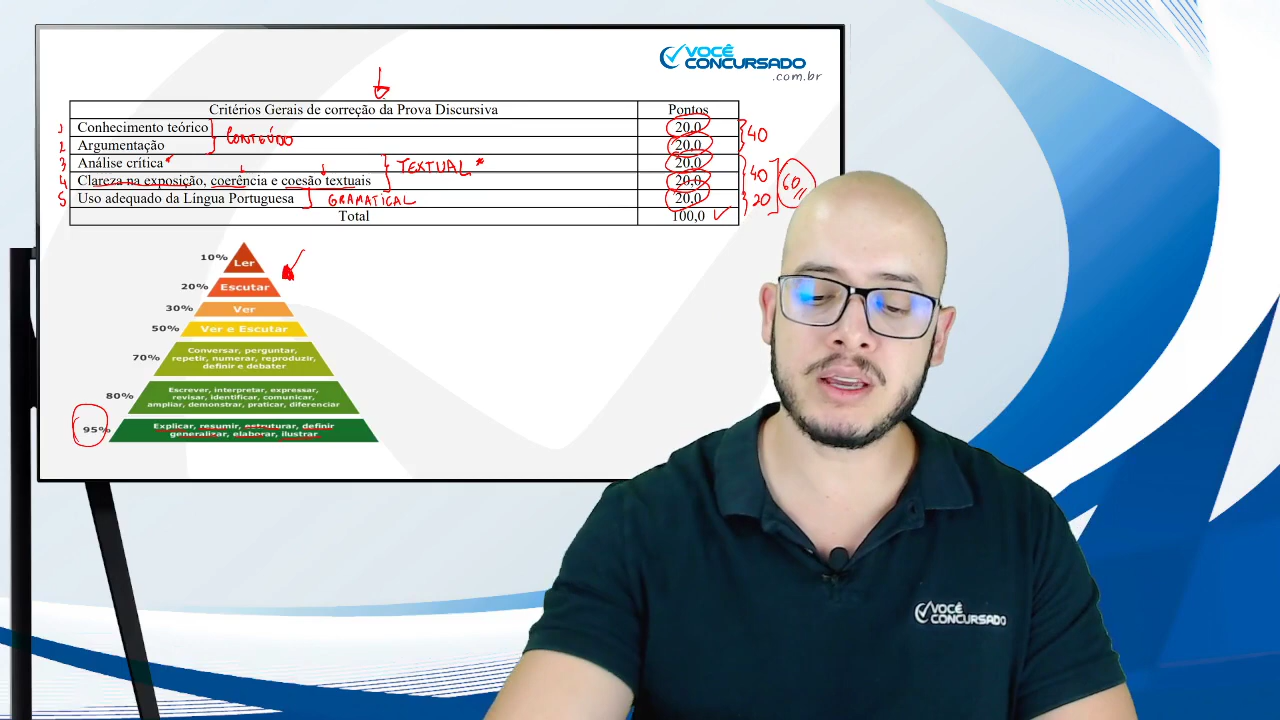 VOCÊ
CONCURSADO
.com.br
Critérios Gerais de correção da Prova Discursiva Pontos
1 Conhecimento teórico 20,0
2 Argumentação CONTEÚDO 20,0 40
3 Análise crítica 20,0
TEXTUAL *
4 Clareza na exposição, coerência e coesão textuais 20,0 40 60
5 Uso adequado da Língua Portuguesa GRAMATICAL 20,0 20
Total 100,0
10% Ler
20% Escutar
30% Ver
50% Ver e Escutar
70% Conversar, perguntar,
repetir, numerar, reproduzir,
definir e debater
80% Escrever, interpretar, expressar,
revisar, identificar, comunicar,
ampliar, demonstrar, praticar, diferenciar
95% Explicar, resumir, estruturar, definir
generalizar, elaborar, ilustrar
VOCÊ
CONCURSADO